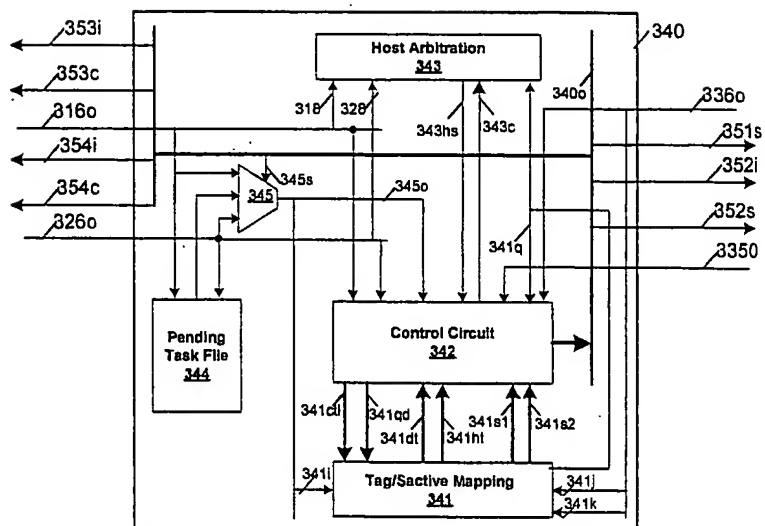 353i
340
Host Arbitration
343
353c
340o
318
328
336o
316o
343hs
343c
351s
354i
345s
352i
345
345o
354c
352s
326o
341q
3350
Pending
Task File
344
Control Circuit
342
341qd
341s1
341s2
341dt
341ht
341i
Tag/Sactive Mapping
341
341j
341k